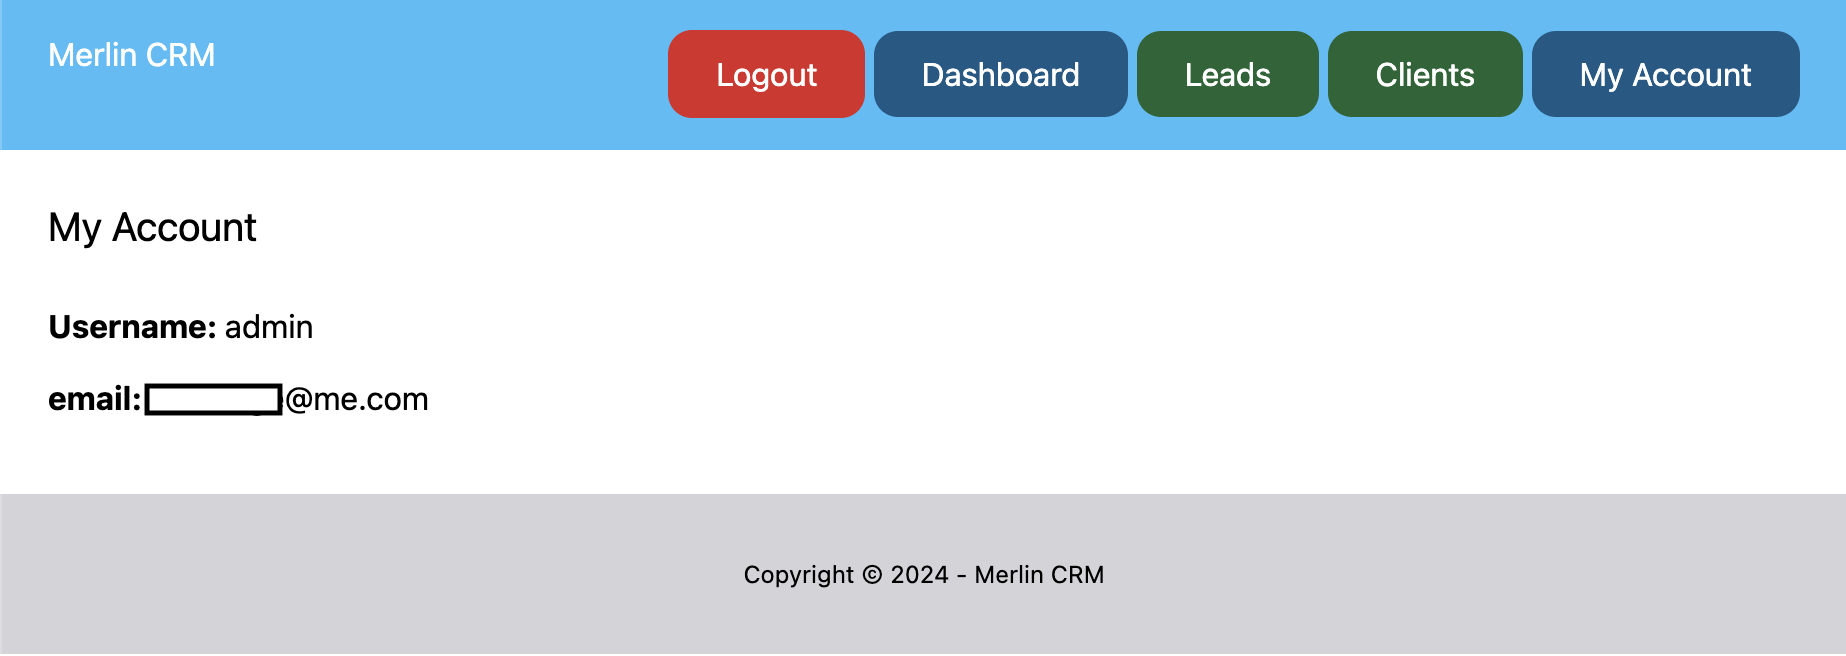 Merlin CRM
Logout Dashboard Leads Clients My Account
My Account
Username: admin
email: @me.com
Copyright © 2024 - Merlin CRM